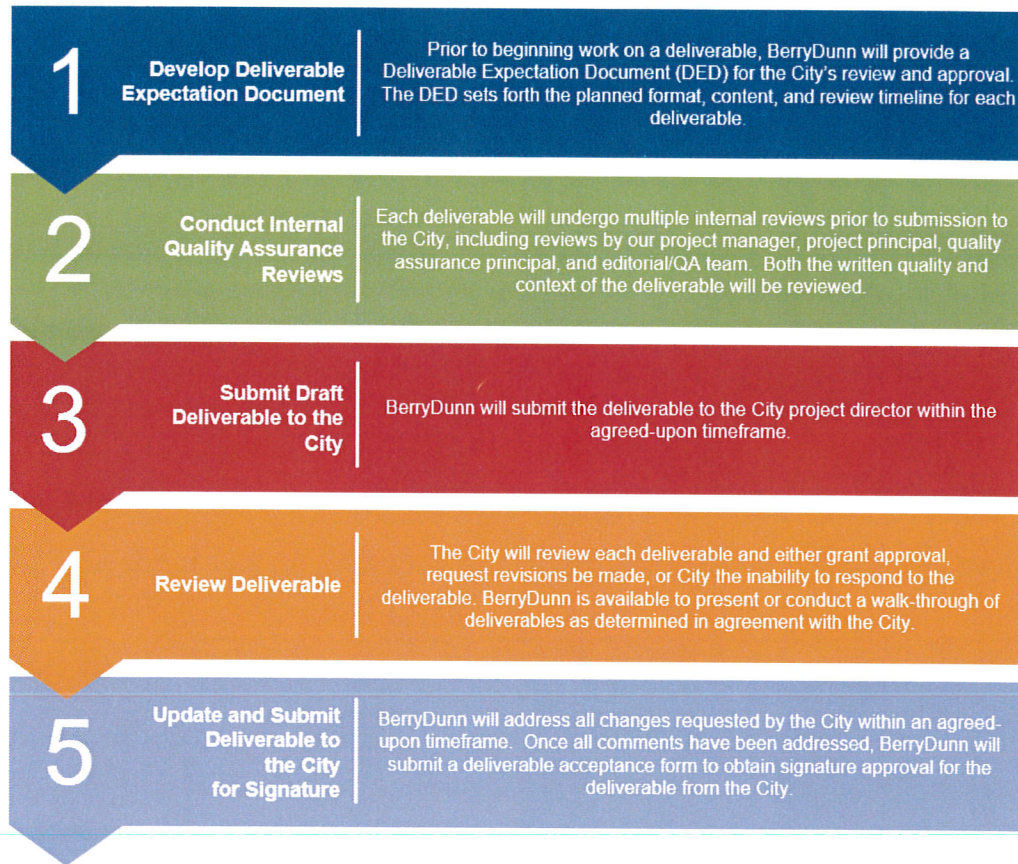 1
Develop Deliverable
Expectation Document
Prior to beginning work on a deliverable, BerryDunn will provide a
Deliverable Expectation Document (DED) for the City's review and approval.
The DED sets forth the planned format, content, and review timeline for each
deliverable.
2
Conduct Internal
Quality Assurance
Reviews
Each deliverable will undergo multiple internal reviews prior to submission to
the City, including reviews by our project manager, project principal, quality
assurance principal, and editorial/QA team. Both the written quality and
context of the deliverable will be reviewed.
3
Submit Draft
Deliverable to the
City
BerryDunn will submit the deliverable to the City project director within the
agreed-upon timeframe.
4
Review Deliverable
The City will review each deliverable and either grant approval,
request revisions be made, or City the inability to respond to the
deliverable. BerryDunn is available to present or conduct a walk-through of
deliverables as determined in agreement with the City.
5
Update and Submit
Deliverable to
the City
for Signature
BerryDunn will address all changes requested by the City within an agreed-
upon timeframe. Once all comments have been addressed, BerryDunn will
submit a deliverable acceptance form to obtain signature approval for the
deliverable from the City.